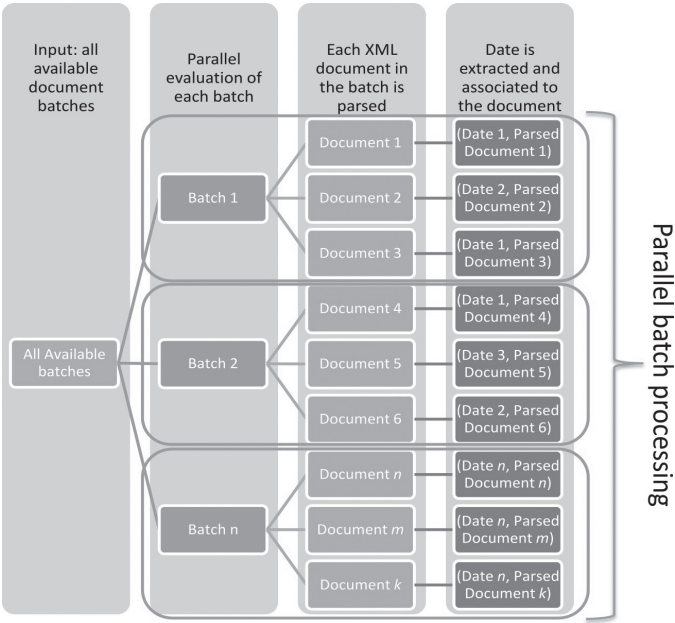 Input: all
available
document
batches
Parallel
evaluation of
each batch
Each XML
document in
the batch is
parsed
Date is
extracted and
associated to
the document
All Available
batches
Batch 1
Document 1
(Date 1, Parsed
Document 1)
Document 2
(Date 2, Parsed
Document 2)
Document 3
(Date 1, Parsed
Document 3)
Batch 2
Document 4
(Date 1, Parsed
Document 4)
Document 5
(Date 3, Parsed
Document 5)
Document 6
(Date 2, Parsed
Document 6)
Batch n
Document n
(Date n, Parsed
Document n)
Document m
(Date n, Parsed
Document m)
Document k
(Date n, Parsed
Document k)
Parallel batch processing